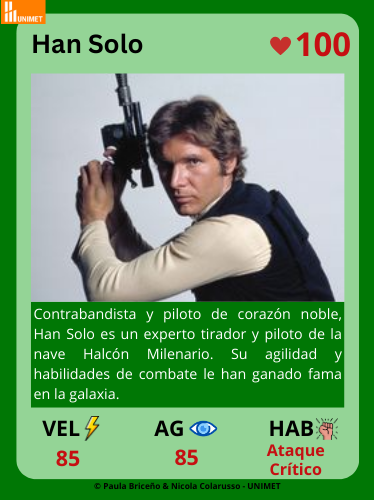 UNIMET
Han Solo
100
Contrabandista y piloto de corazón noble,
Han Solo es un experto tirador y piloto de la
nave Halcón Milenario. Su agilidad y
habilidades de combate le han ganado fama
en la galaxia.
VEL AG HAB
85 85 Ataque
Crítico
© Paula Briceño & Nicola Colarusso - UNIMET